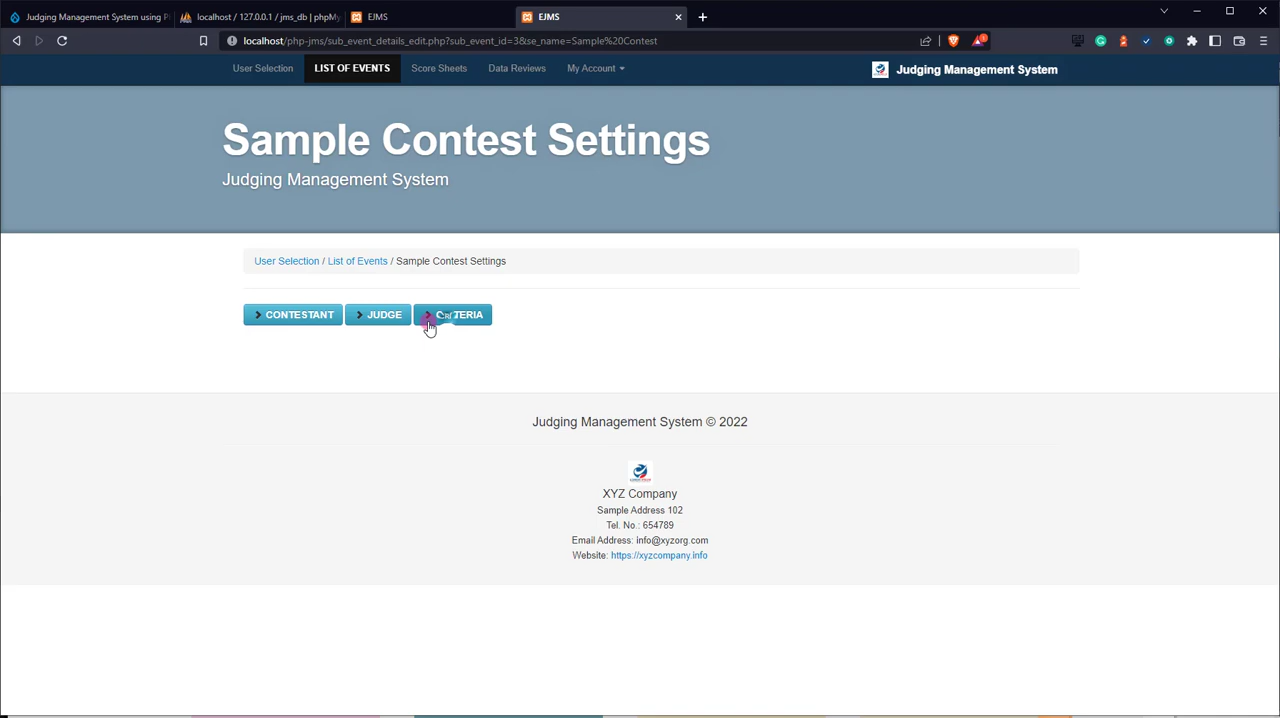 Judging Management System using P
localhost / 127.0.0.1 / jms_db | phpMy
EJMS
EJMS
localhost/php-jms/sub_event_details_edit.php?sub_event_id=3&se_name=Sample%20Contest
User Selection
LIST OF EVENTS
Score Sheets
Data Reviews
My Account
Judging Management System
Sample Contest Settings
Judging Management System
User Selection / List of Events / Sample Contest Settings
CONTESTANT
JUDGE
CRITERIA
Judging Management System © 2022
XYZ Company
Sample Address 102
Tel. No.: 654789
Email Address: info@xyzorg.com
Website: https://xyzcompany.info